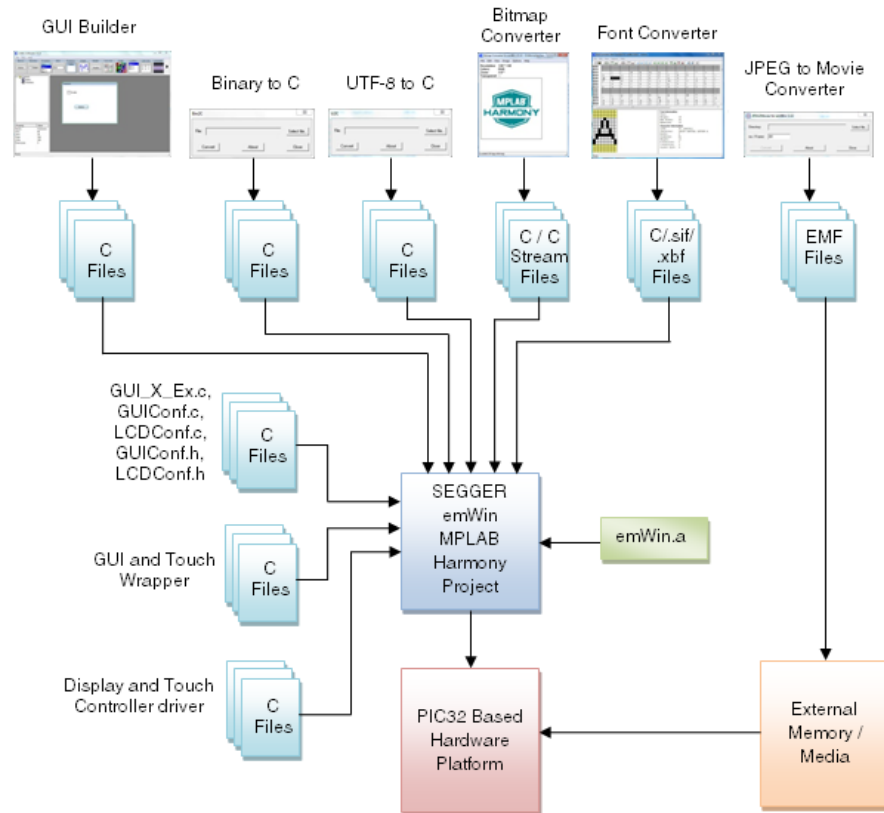 GUI Builder
Bitmap
Converter
Font Converter
JPEG to Movie
Converter
Binary to C
UTF-8 to C
MPLAB
HARMONY
C
Files
C
Files
C
Files
C / C
Stream
Files
C/.sif/
.xbf
Files
EMF
Files
GUI_X_Ex.c,
GUIConf.c,
LCDConf.c,
GUIConf.h,
LCDConf.h
C
Files
SEGGER
emWin
MPLAB
Harmony
Project
emWin.a
GUI and Touch
Wrapper
C
Files
Display and Touch
Controller driver
C
Files
PIC32 Based
Hardware
Platform
External
Memory /
Media